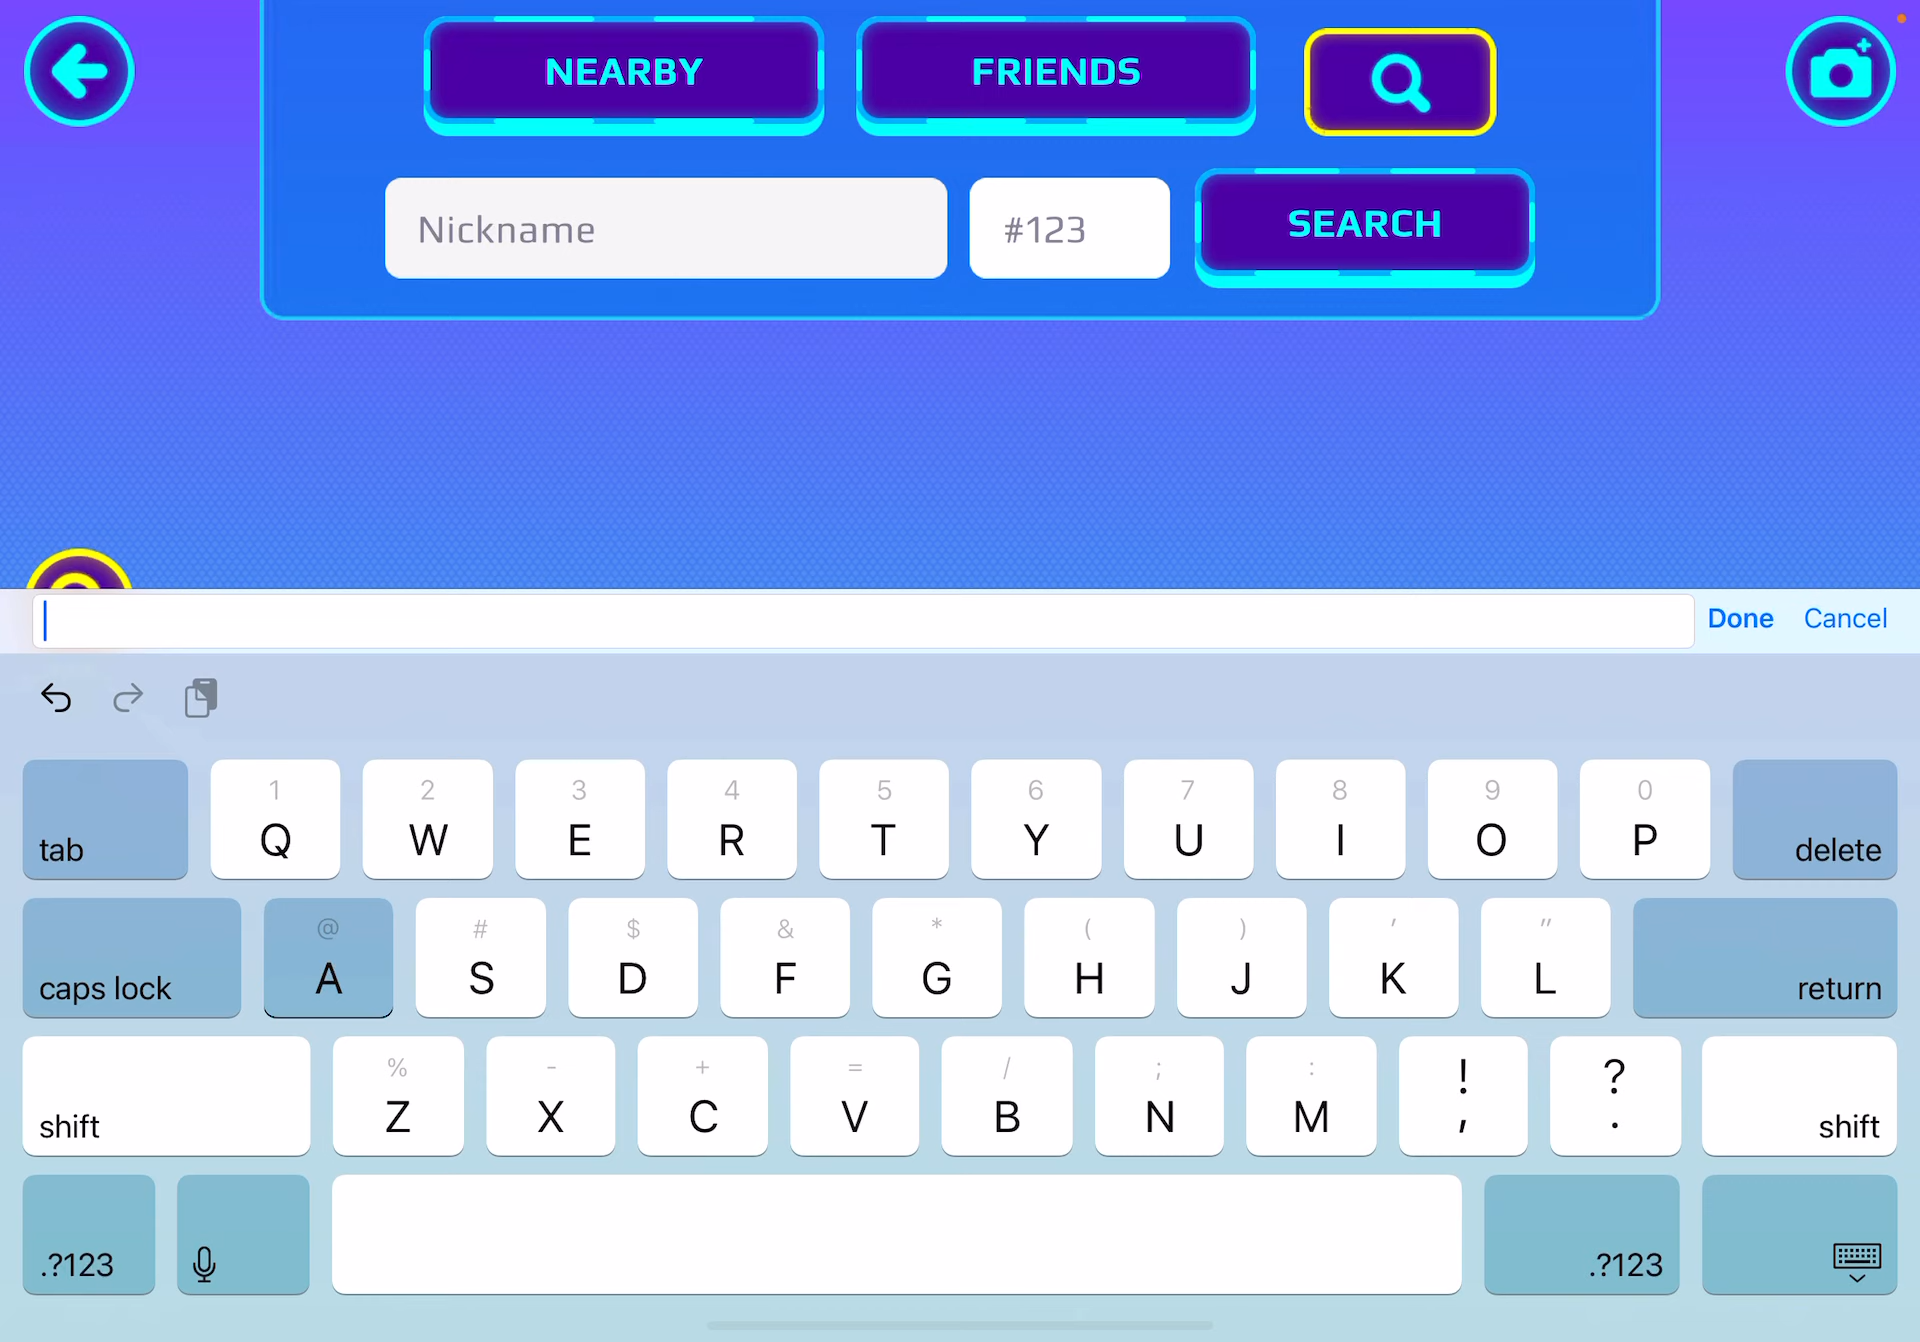 NEARBY FRIENDS
Nickname #123 SEARCH
Done Cancel
1 2 3 4 5 6 7 8 9 0
tab Q W E R T Y U I O P delete
@ # $ & * ( ) ' "
caps lock A S D F G H J K L return
% - + = / ; : ! ?
shift Z X C V B N M , . shift
.?123 .?123